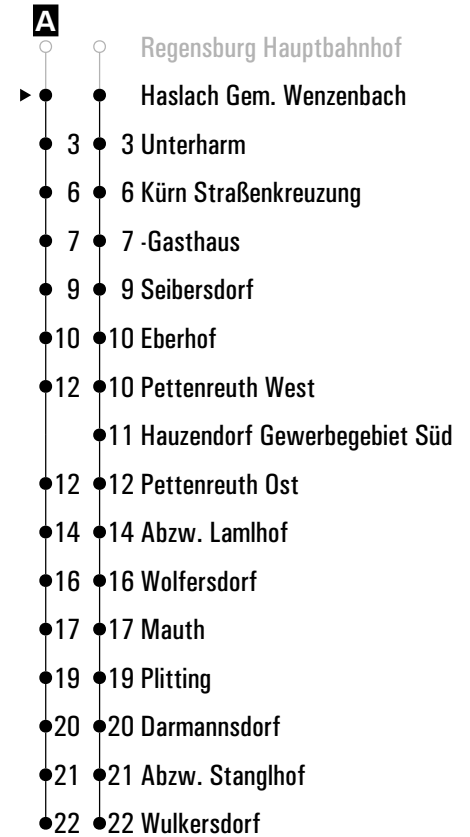 A
Regensburg Hauptbahnhof
Haslach Gem. Wenzenbach
3 3 Unterharm
6 6 Kürn Straßenkreuzung
7 7 -Gasthaus
9 9 Seibersdorf
10 10 Eberhof
12 10 Pettenreuth West
11 Hauzendorf Gewerbegebiet Süd
12 12 Pettenreuth Ost
14 14 Abzw. Lamlhof
16 16 Wolfersdorf
17 17 Mauth
19 19 Plitting
20 20 Darmannsdorf
21 21 Abzw. Stanglhof
22 22 Wulkersdorf